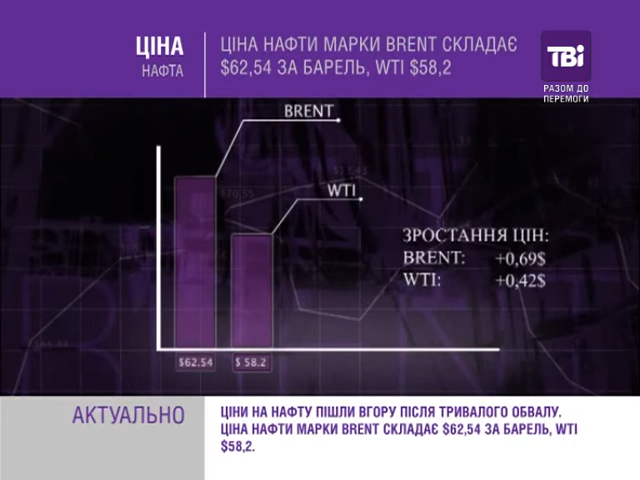 ЦІНА
НАФТА
ЦІНА НАФТИ МАРКИ BRENT СКЛАДАЄ
$62,54 ЗА БАРЕЛЬ, WTI $58,2
ТВі
РАЗОМ ДО
ПЕРЕМОГИ
BRENT
WTI
ЗРОСТАННЯ ЦІН:
BRENT: +0,69$
WTI: +0,42$
$62.54
$ 58.2
АКТУАЛЬНО
ЦІНИ НА НАФТУ ПІШЛИ ВГОРУ ПІСЛЯ ТРИВАЛОГО ОБВАЛУ.
ЦІНА НАФТИ МАРКИ BRENT СКЛАДАЄ $62,54 ЗА БАРЕЛЬ, WTI
$58,2.